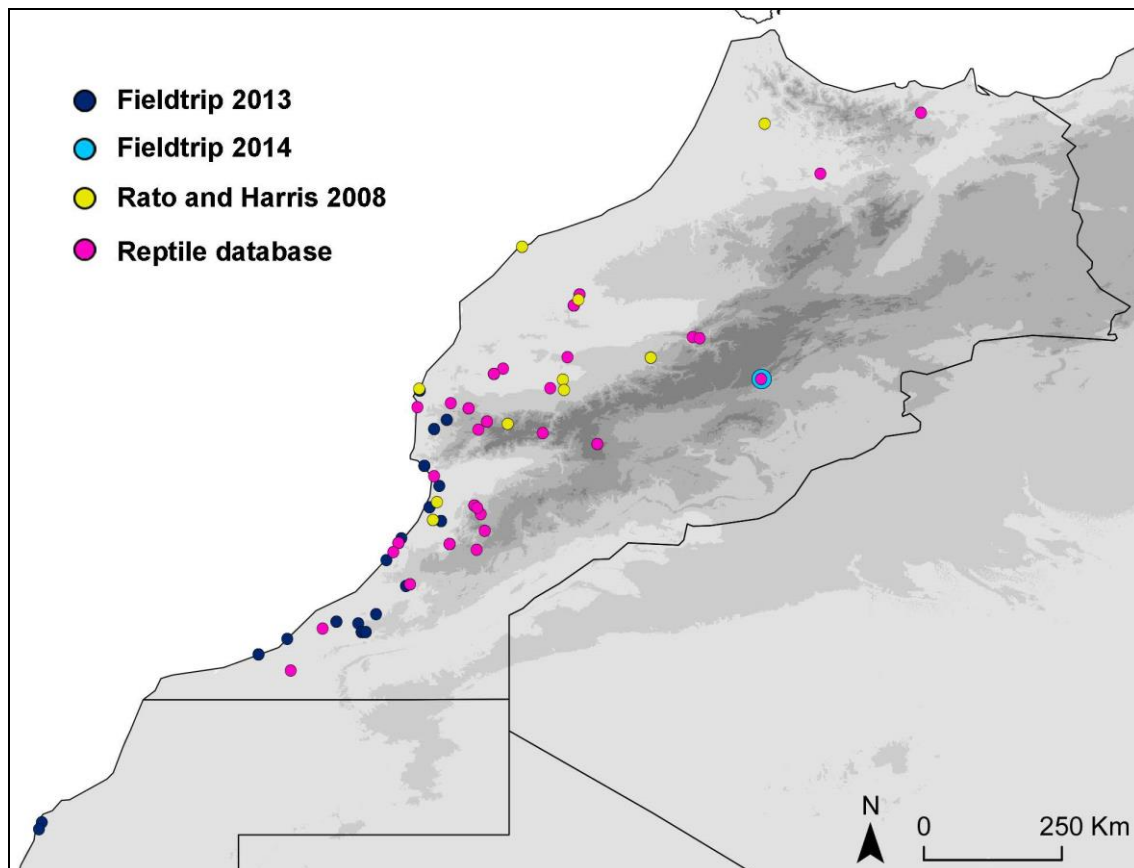 Fieldtrip 2013
Fieldtrip 2014
Rato and Harris 2008
Reptile database
N
0 250 Km